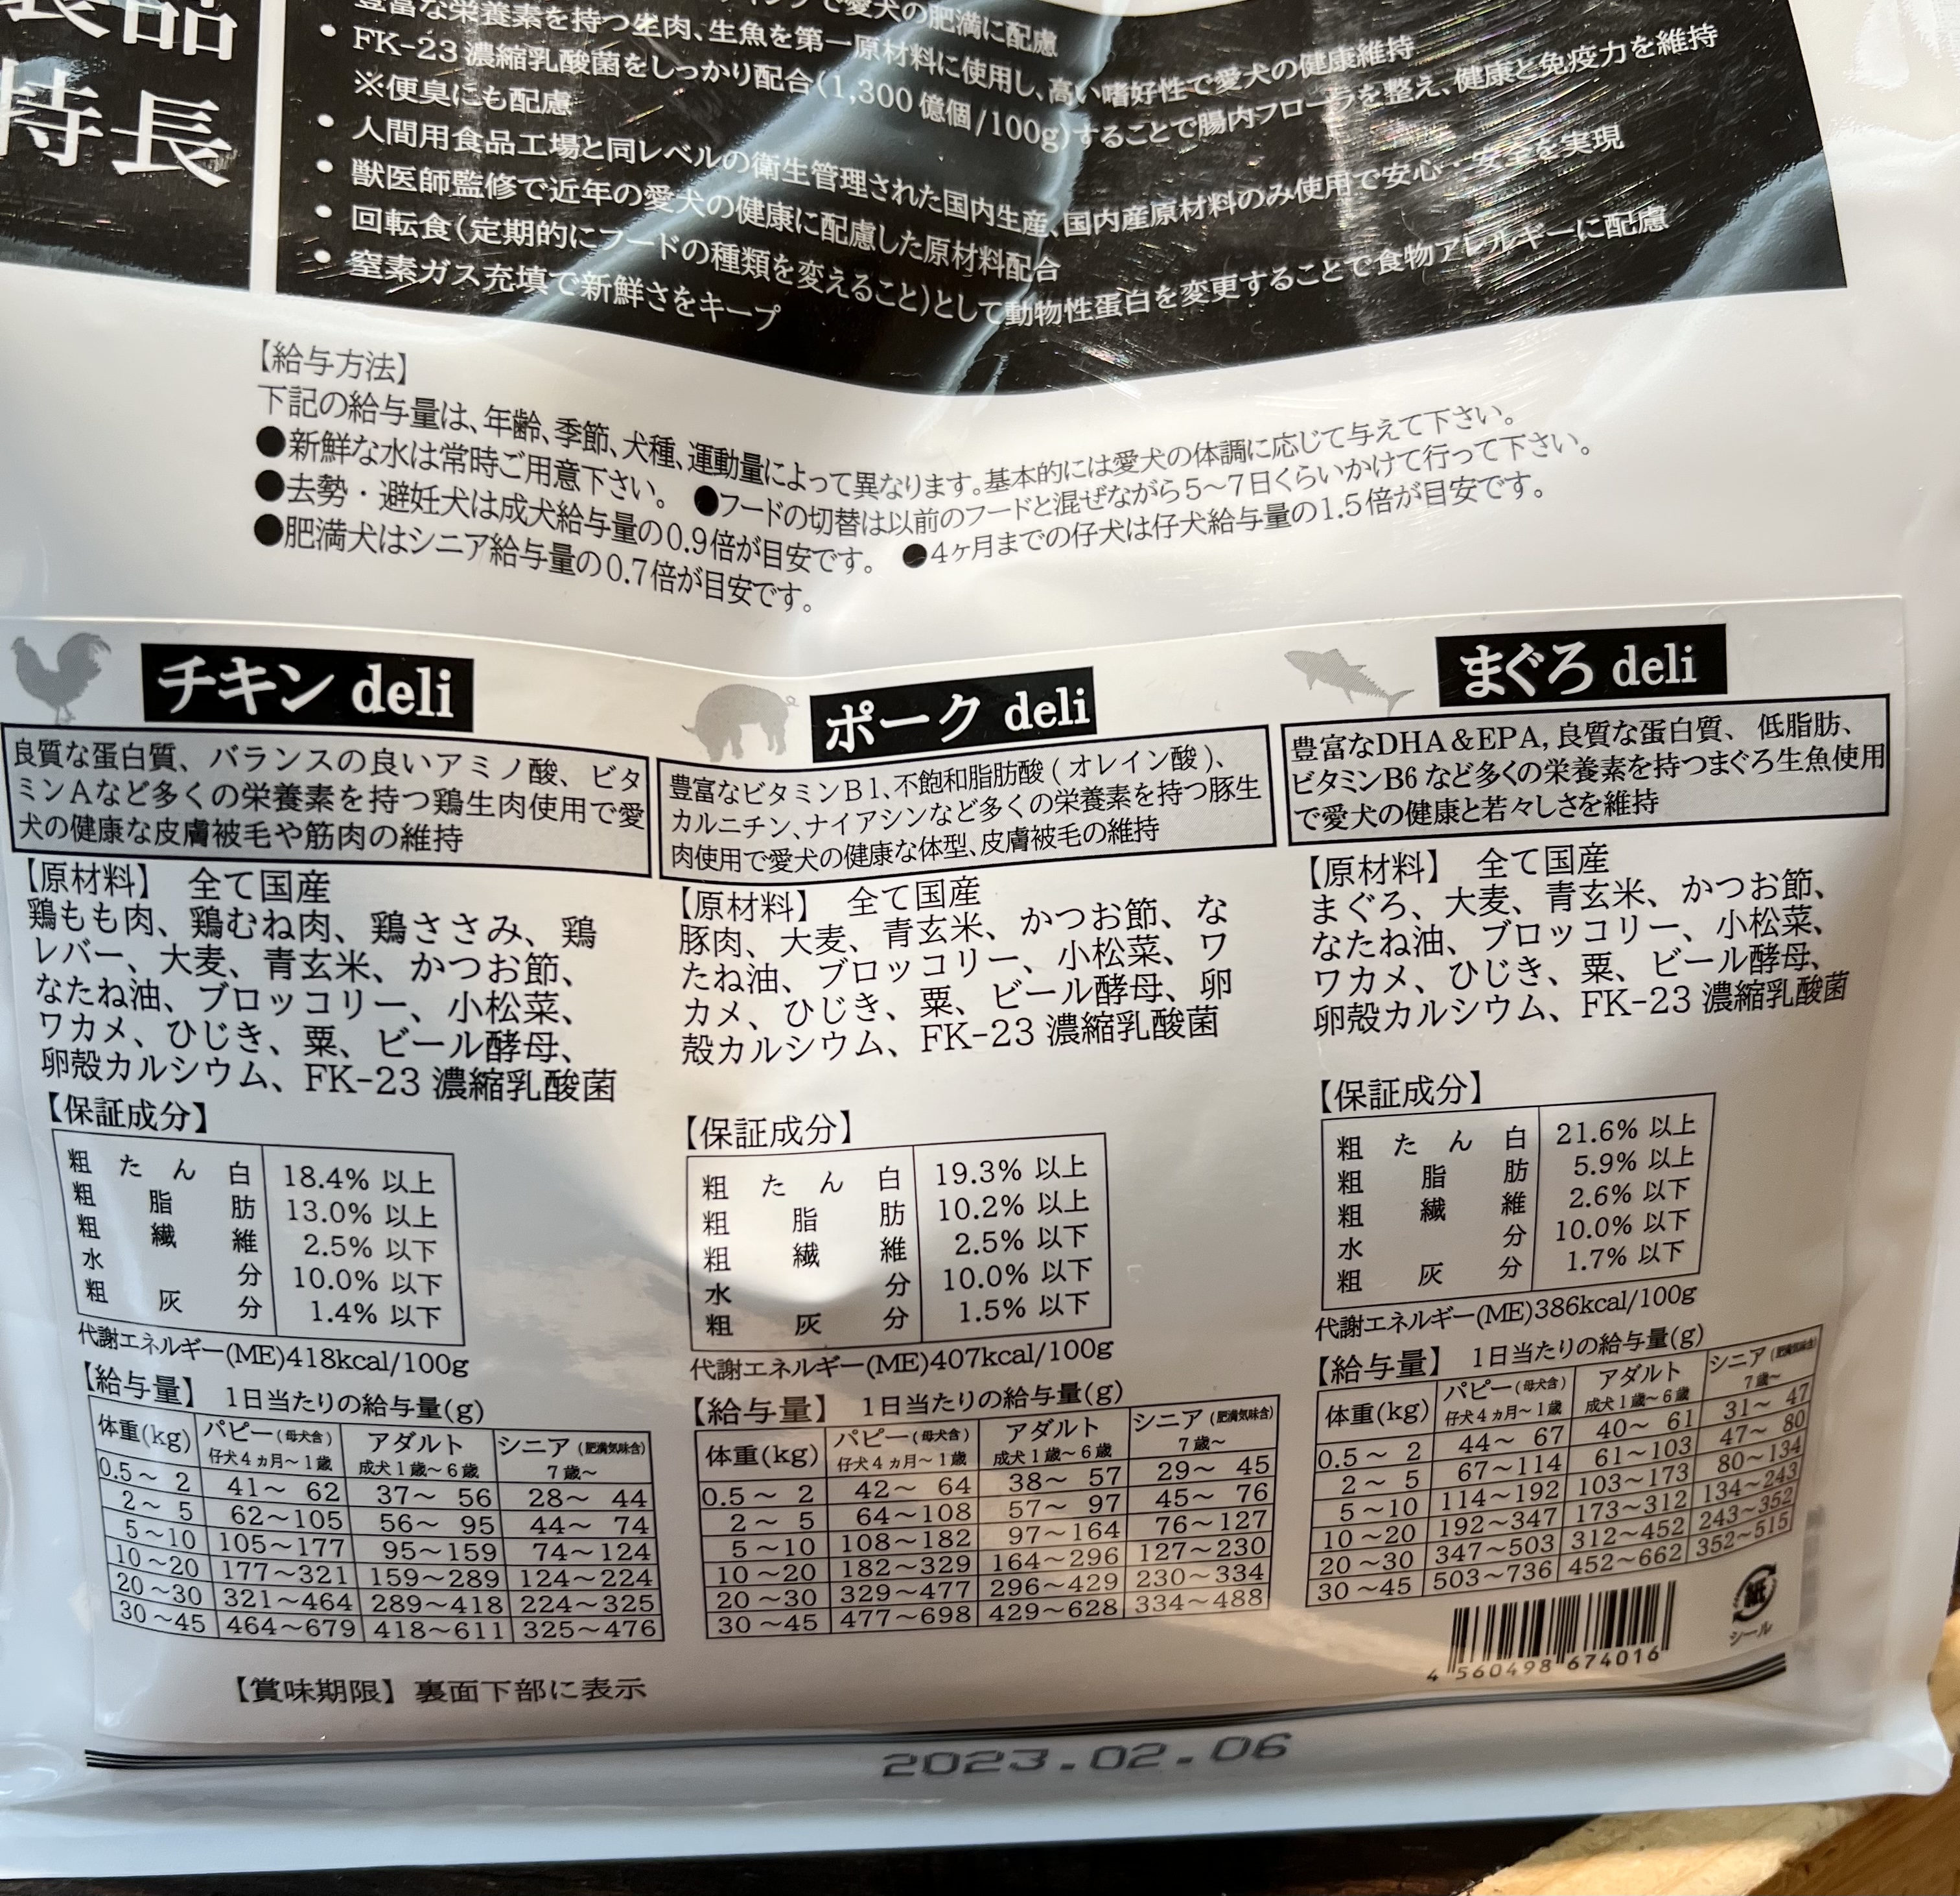 製品
特長
で愛犬の肥満に配慮
豊富な栄養素を持つ生肉、生魚を第一原材料に使用し、高い嗜好性で愛犬の健康維持
・FK-23濃縮乳酸菌をしっかり配合(1,300億個/100g)することで腸内フローラを整え、健康と免疫力を維持
※便臭にも配慮
・人間用食品工場と同レベルの衛生管理された国内生産、国内産原材料のみ使用で安心・安全を実現
・獣医師監修で近年の愛犬の健康に配慮した原材料配合
・回転食(定期的にフードの種類を変えること)として動物性蛋白を変更することで食物アレルギーに配慮
・窒素ガス充填で新鮮さをキープ
【給与方法】
下記の給与量は、年齢、季節、犬種、運動量によって異なります。基本的には愛犬の体調に応じて与えて下さい。
●新鮮な水は常時ご用意下さい。 ●フードの切替は以前のフードと混ぜながら5〜7日くらいかけて行って下さい。
●去勢・避妊犬は成犬給与量の0.9倍が目安です。 ●4ヶ月までの仔犬は仔犬給与量の1.5倍が目安です。
●肥満犬はシニア給与量の0.7倍が目安です。
チキン deli
良質な蛋白質、バランスの良いアミノ酸、ビタ
ミンAなど多くの栄養素を持つ鶏生肉使用で愛
犬の健康な皮膚被毛や筋肉の維持
【原材料】 全て国産
鶏もも肉、鶏むね肉、鶏ささみ、鶏
レバー、大麦、青玄米、かつお節、
なたね油、ブロッコリー、小松菜、
ワカメ、ひじき、粟、ビール酵母、
卵殻カルシウム、FK-23 濃縮乳酸菌
【保証成分】
粗たん白 18.4% 以上
粗脂肪 13.0% 以上
粗繊維 2.5% 以下
水分 10.0% 以下
粗灰分 1.4% 以下
代謝エネルギー(ME)418kcal/100g
【給与量】 1日当たりの給与量(g)
体重(kg) パピー(母犬含) アダルト シニア(肥満気味含)
仔犬4ヵ月〜1歳 成犬1歳〜6歳 7歳〜
0.5〜 2 41〜 62 37〜 56 28〜 44
2〜 5 62〜105 56〜 95 44〜 74
5〜10 105〜177 95〜159 74〜124
10〜20 177〜321 159〜289 124〜224
20〜30 321〜464 289〜418 224〜325
30〜45 464〜679 418〜611 325〜476
【賞味期限】裏面下部に表示
ポーク deli
豊富なビタミンB1、不飽和脂肪酸(オレイン酸)、
カルニチン、ナイアシンなど多くの栄養素を持つ豚生
肉使用で愛犬の健康な体型、皮膚被毛の維持
【原材料】 全て国産
豚肉、大麦、青玄米、かつお節、な
たね油、ブロッコリー、小松菜、ワ
カメ、ひじき、粟、ビール酵母、卵
殻カルシウム、FK-23 濃縮乳酸菌
【保証成分】
粗たん白 19.3% 以上
粗脂肪 10.2% 以上
粗繊維 2.5% 以下
水分 10.0% 以下
粗灰分 1.5% 以下
代謝エネルギー(ME)407kcal/100g
【給与量】 1日当たりの給与量(g)
体重(kg) パピー(母犬含) アダルト シニア(肥満気味含)
仔犬4ヵ月〜1歳 成犬1歳〜6歳 7歳〜
0.5〜 2 42〜 64 38〜 57 29〜 45
2〜 5 64〜108 57〜 97 45〜 76
5〜10 108〜182 97〜164 76〜127
10〜20 182〜329 164〜296 127〜230
20〜30 329〜477 296〜429 230〜334
30〜45 477〜698 429〜628 334〜488
まぐろ deli
豊富なDHA&EPA, 良質な蛋白質、低脂肪、
ビタミンB6 など多くの栄養素を持つまぐろ生魚使用
で愛犬の健康と若々しさを維持
【原材料】 全て国産
まぐろ、大麦、青玄米、かつお節、
なたね油、ブロッコリー、小松菜、
ワカメ、ひじき、粟、ビール酵母、
卵殻カルシウム、FK-23 濃縮乳酸菌
【保証成分】
粗たん白 21.6% 以上
粗脂肪 5.9% 以上
粗繊維 2.6% 以下
水分 10.0% 以下
粗灰分 1.7% 以下
代謝エネルギー(ME)386kcal/100g
【給与量】 1日当たりの給与量(g)
体重(kg) パピー(母犬含) アダルト シニア(肥満気味含)
仔犬4ヵ月〜1歳 成犬1歳〜6歳 7歳〜
0.5〜 2 44〜 67 40〜 61 31〜 47
2〜 5 67〜114 61〜103 47〜 80
5〜10 114〜192 103〜173 80〜134
10〜20 192〜347 173〜312 134〜243
20〜30 347〜503 312〜452 243〜352
30〜45 503〜736 452〜662 352〜515
4 560498 674016
紙
シール
2023.02.06